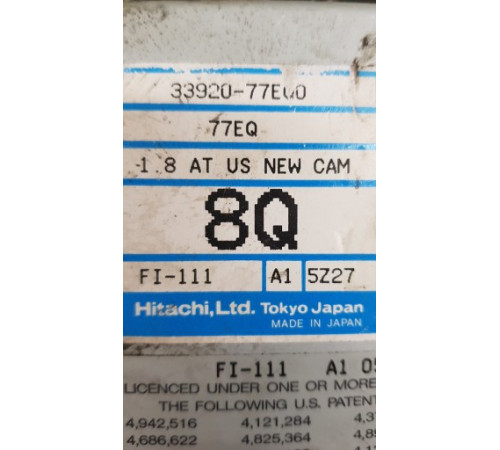 33920-77EQ0
77EQ
1.8 AT US NEW CAM
8Q
FI-111 A1 5Z27
Hitachi, Ltd. Tokyo Japan
MADE IN JAPAN
FI-111 A1
LICENCED UNDER ONE OR MORE
THE FOLLOWING U.S. PATENT
4,942,516 4,121,284
4,686,622 4,825,364